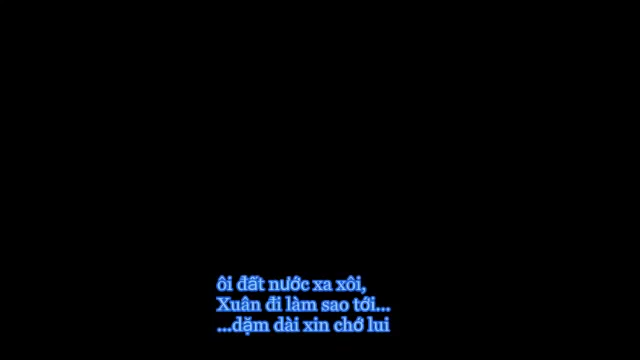 ôi đất nước xa xôi,
Xuân đi làm sao tới...
...dặm dài xin chớ lui